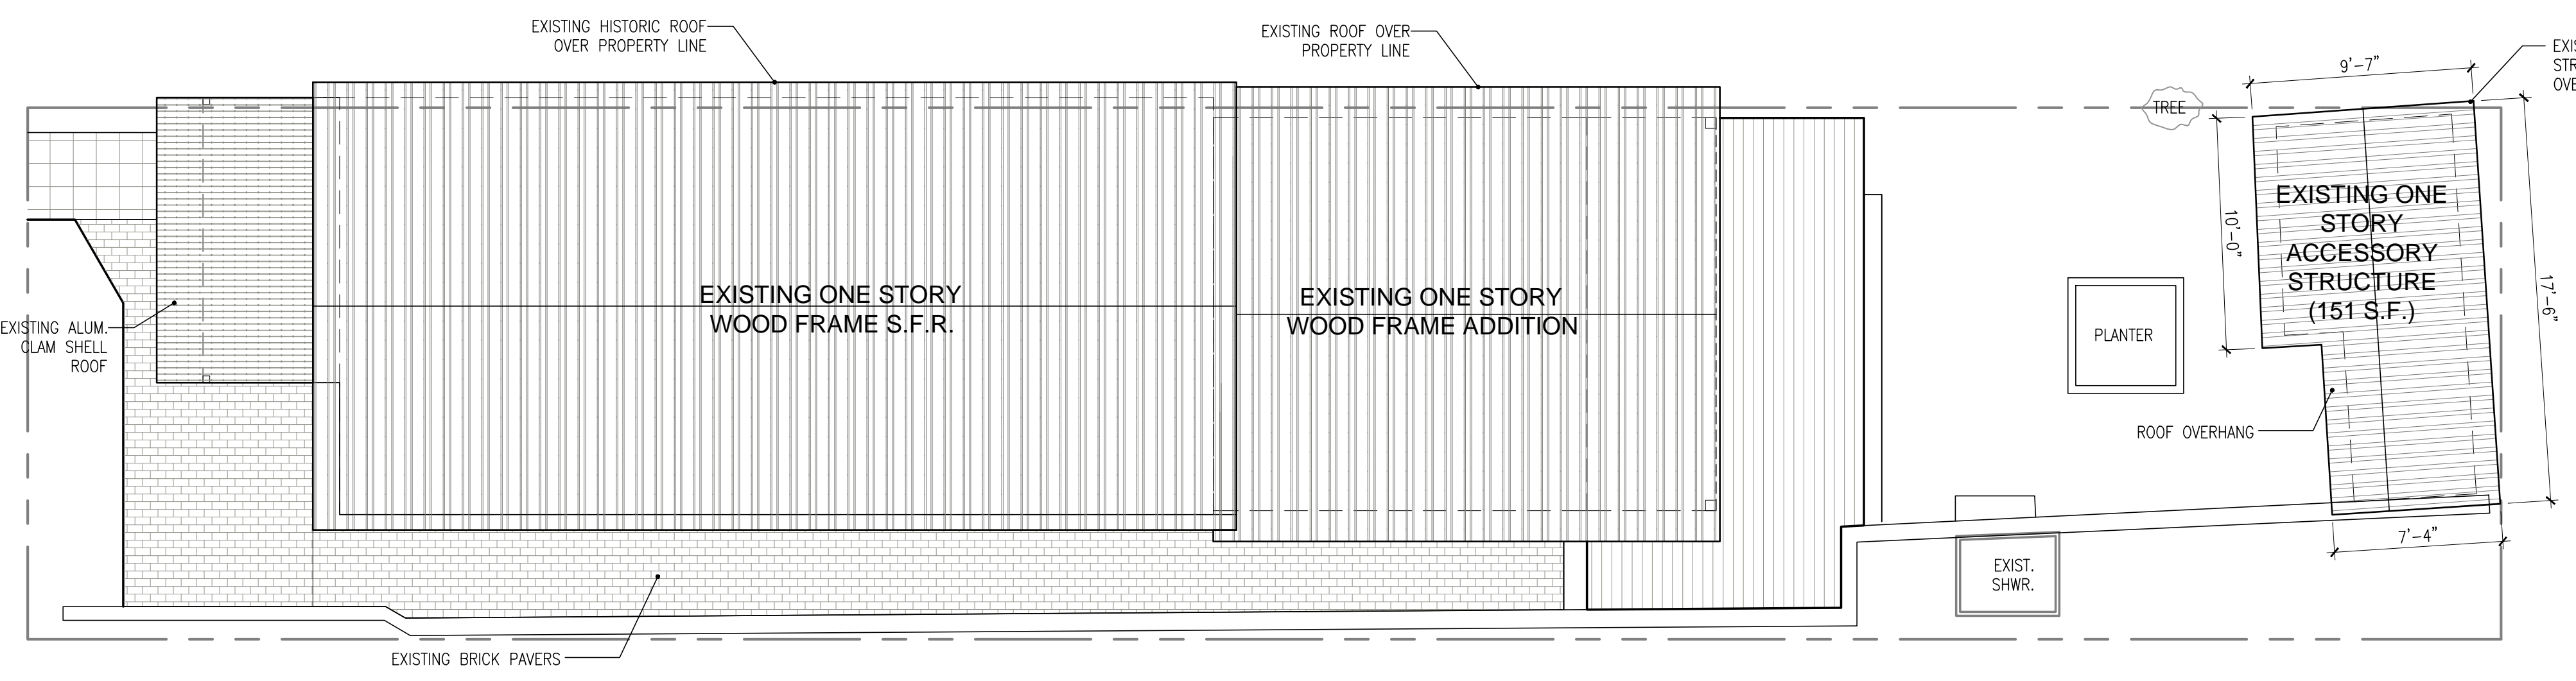 EXISTING HISTORIC ROOF
OVER PROPERTY LINE
EXISTING ROOF OVER
PROPERTY LINE
9'-7"
TREE
10'-0"
17'-6"
EXISTING ONE
STORY
ACCESSORY
STRUCTURE
(151 S.F.)
EXISTING ONE STORY
WOOD FRAME S.F.R.
EXISTING ONE STORY
WOOD FRAME ADDITION
EXISTING ALUM.
CLAM SHELL
ROOF
PLANTER
ROOF OVERHANG
7'-4"
EXIST.
SHWR.
EXISTING BRICK PAVERS